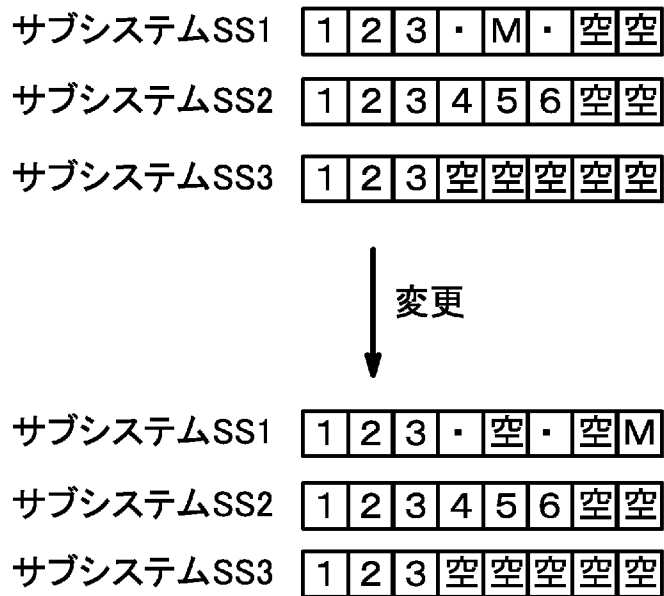 サブシステムSS1 1 2 3 ・ M ・ 空 空
サブシステムSS2 1 2 3 4 5 6 空 空
サブシステムSS3 1 2 3 空 空 空 空 空
変更
サブシステムSS1 1 2 3 ・ 空 ・ 空 M
サブシステムSS2 1 2 3 4 5 6 空 空
サブシステムSS3 1 2 3 空 空 空 空 空